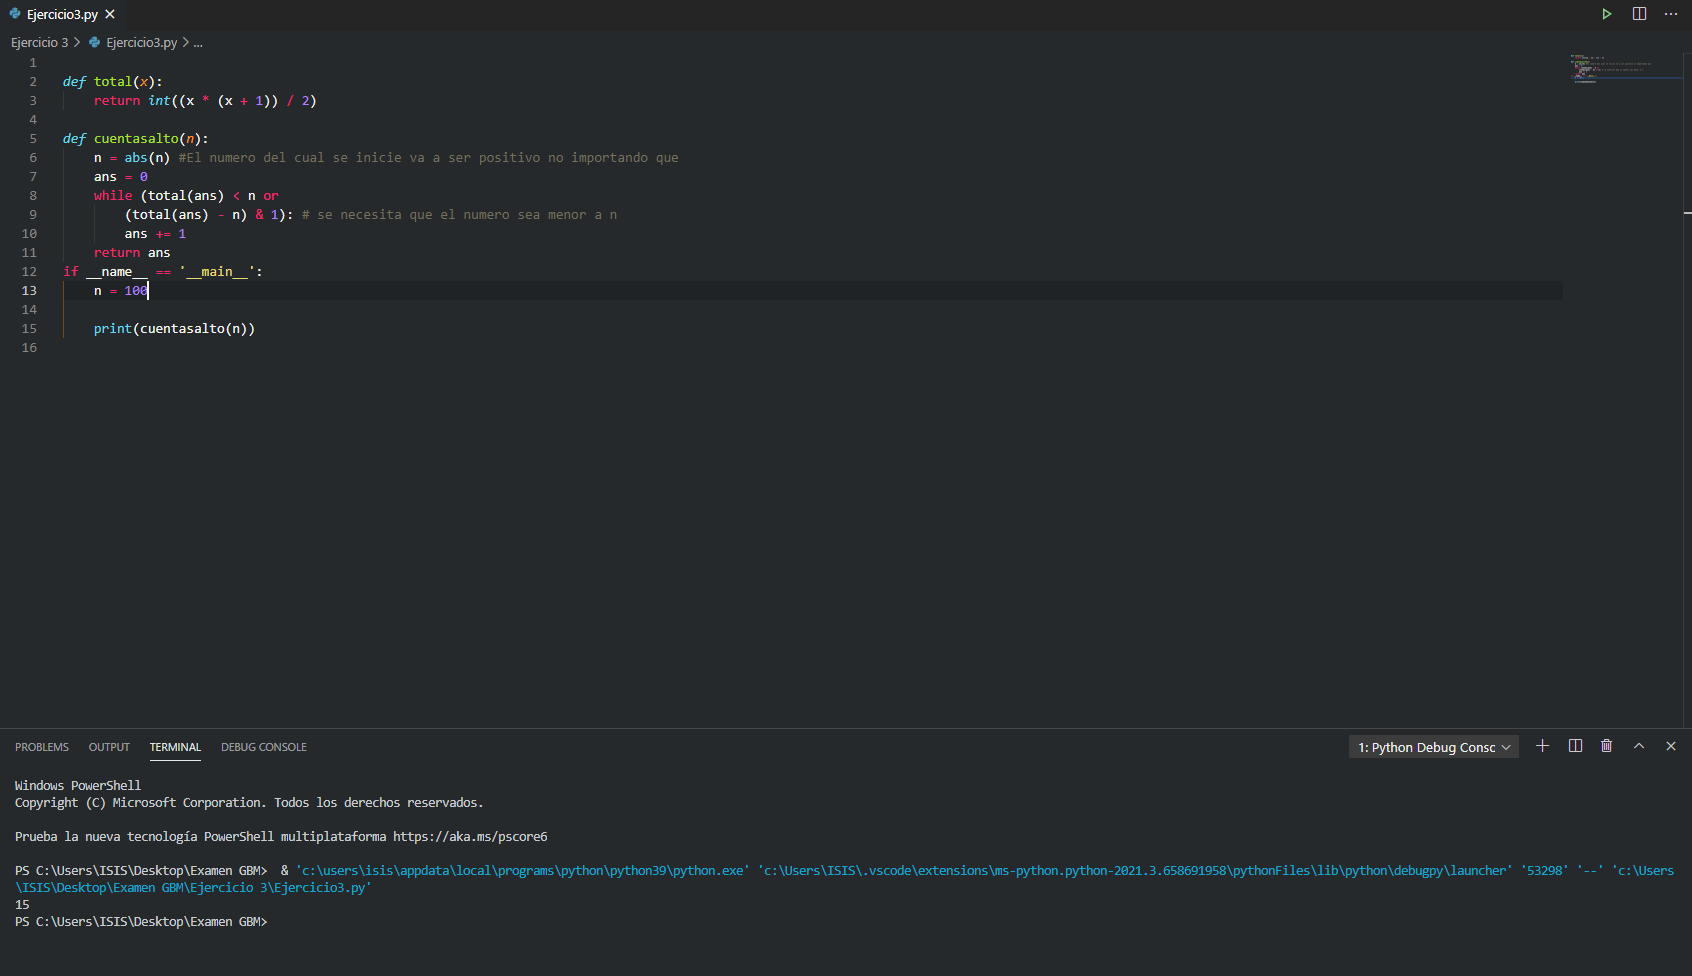 Ejercicio3.py
Ejercicio 3 > Ejercicio3.py > ...
1
2 def total(x):
3 return int((x * (x + 1)) / 2)
4
5 def cuentasalto(n):
6 n = abs(n) #El numero del cual se inicie va a ser positivo no importando que
7 ans = 0
8 while (total(ans) < n or
9 (total(ans) - n) & 1): # se necesita que el numero sea menor a n
10 ans += 1
11 return ans
12 if __name__ == '__main__':
13 n = 100
14
15 print(cuentasalto(n))
16
PROBLEMS OUTPUT TERMINAL DEBUG CONSOLE 1: Python Debug Consc
Windows PowerShell
Copyright (C) Microsoft Corporation. Todos los derechos reservados.
Prueba la nueva tecnología PowerShell multiplataforma https://aka.ms/pscore6
PS C:\Users\ISIS\Desktop\Examen GBM> & 'c:\users\isis\appdata\local\programs\python\python39\python.exe' 'c:\Users\ISIS\.vscode\extensions\ms-python.python-2021.3.658691958\pythonFiles\lib\python\debugpy\launcher' '53298' '--' 'c:\Users
\ISIS\Desktop\Examen GBM\Ejercicio 3\Ejercicio3.py'
15
PS C:\Users\ISIS\Desktop\Examen GBM>